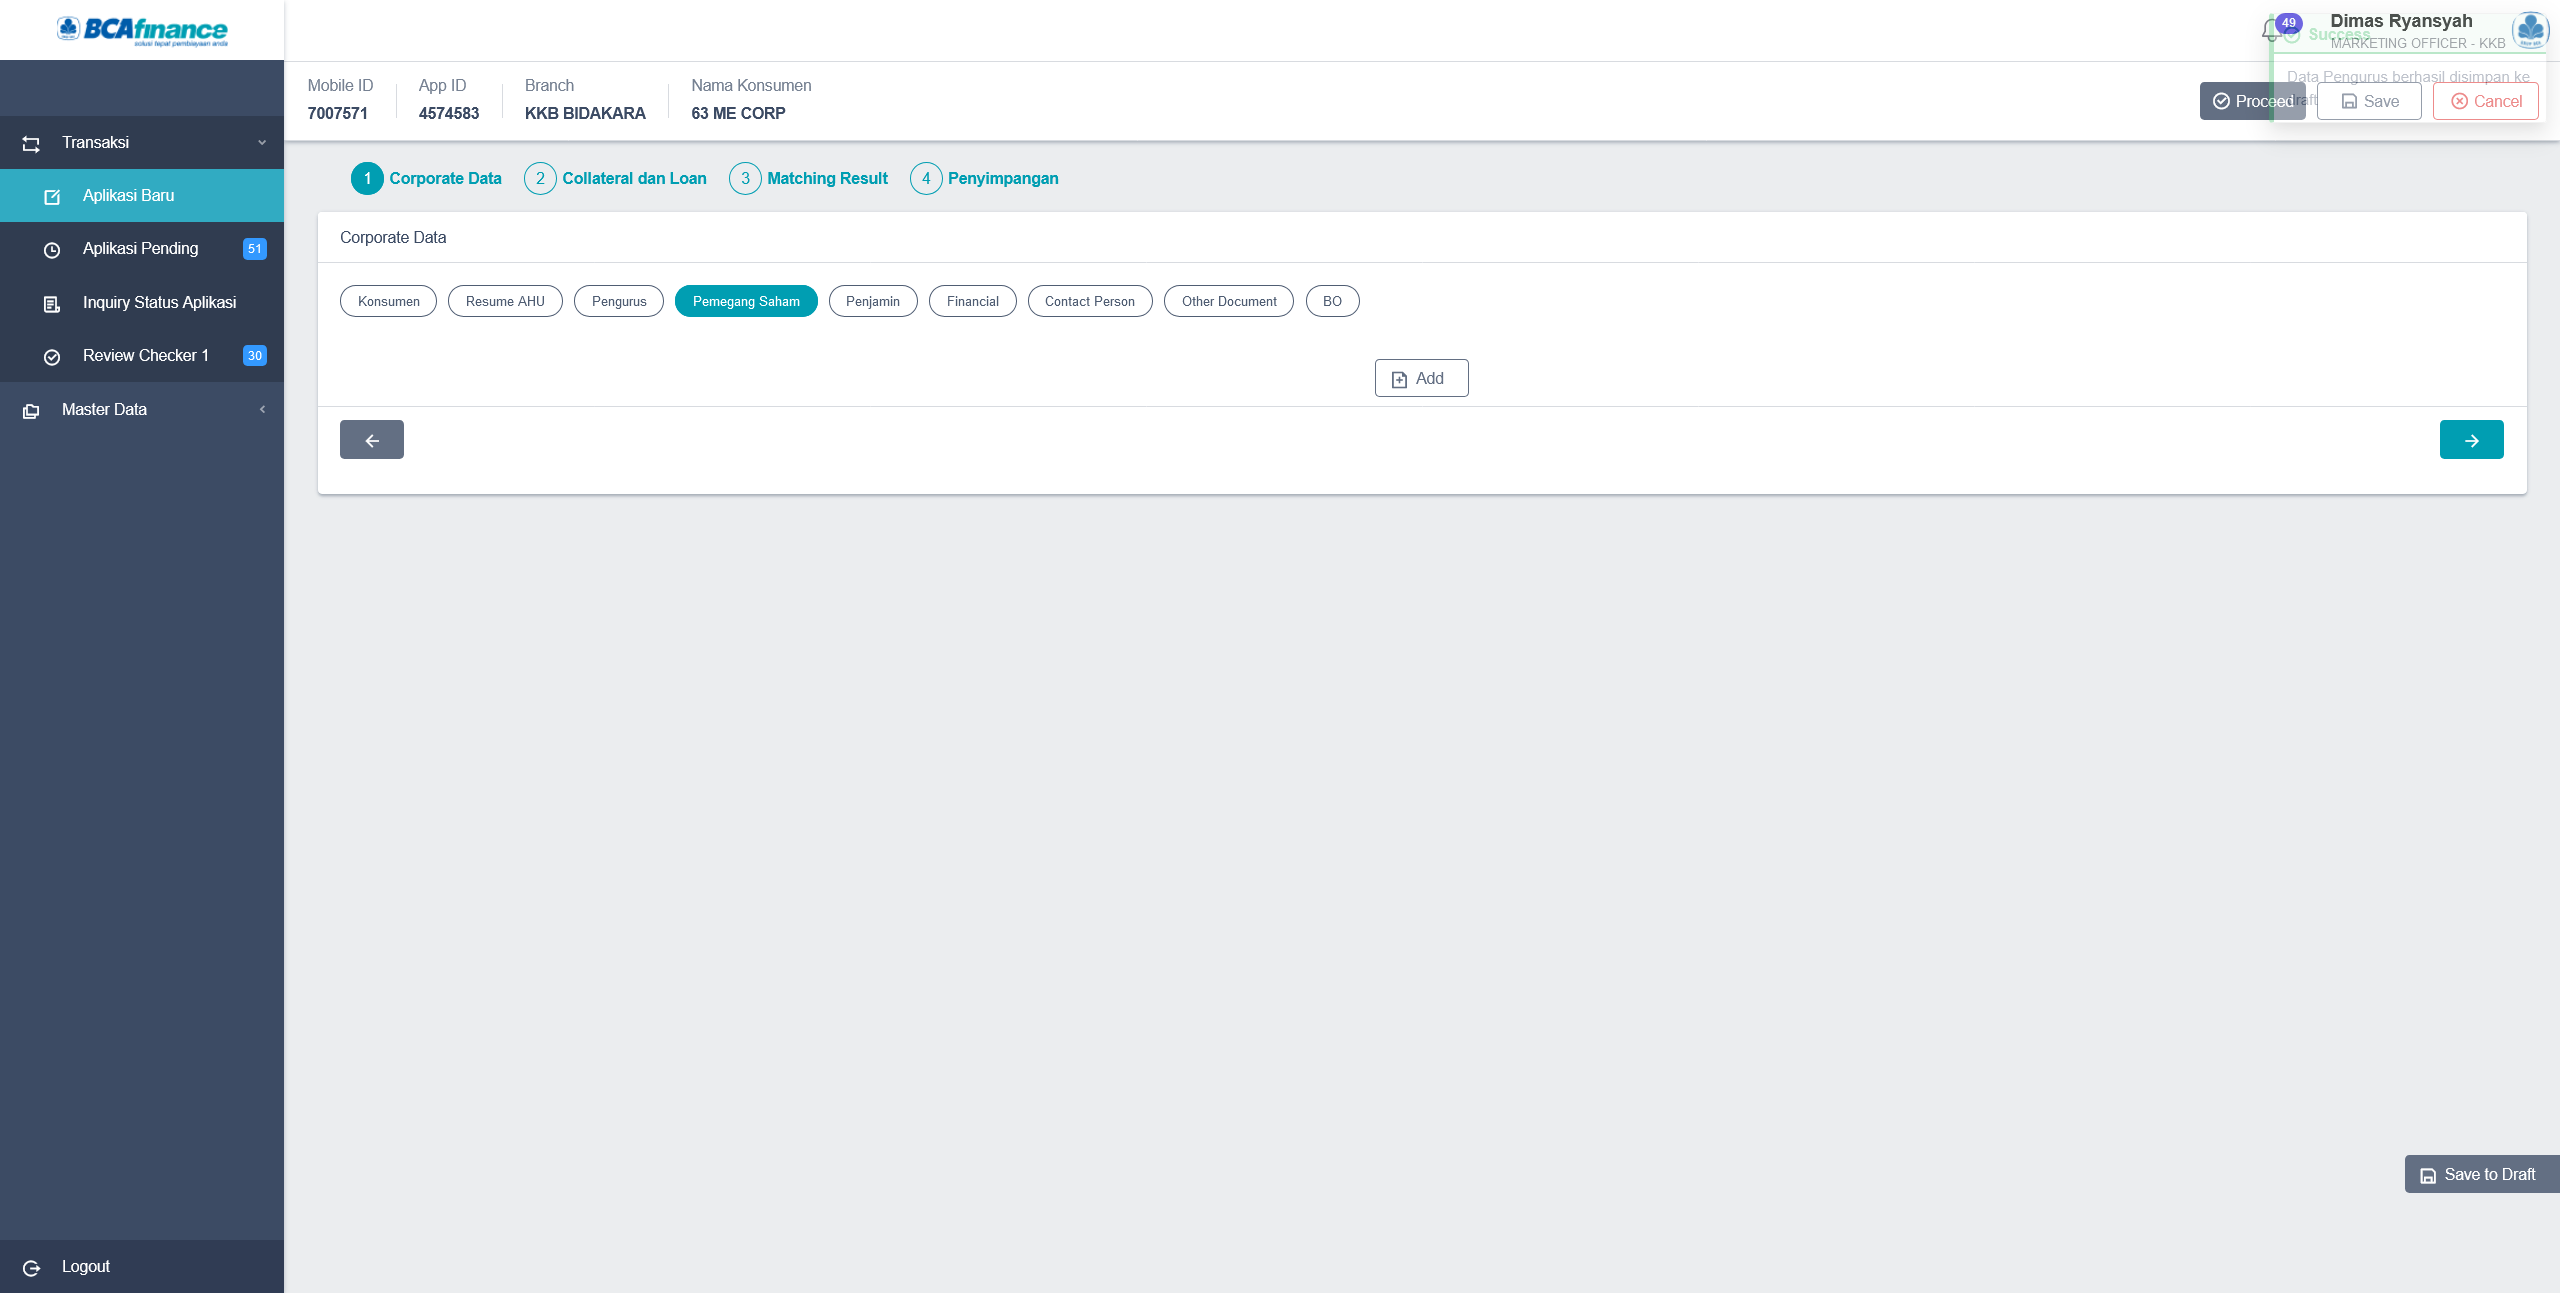 BCAfinance
solusi tepat pembiayaan anda
49
Dimas Ryansyah
MARKETING OFFICER - KKB
Success
Data Pengurus berhasil disimpan ke
draft
Mobile ID
7007571
App ID
4574583
Branch
KKB BIDAKARA
Nama Konsumen
63 ME CORP
Proceed
Save
Cancel
Transaksi
Aplikasi Baru
Aplikasi Pending
51
Inquiry Status Aplikasi
Review Checker 1
30
Master Data
Logout
1 Corporate Data
2 Collateral dan Loan
3 Matching Result
4 Penyimpangan
Corporate Data
Konsumen
Resume AHU
Pengurus
Pemegang Saham
Penjamin
Financial
Contact Person
Other Document
BO
Add
Save to Draft